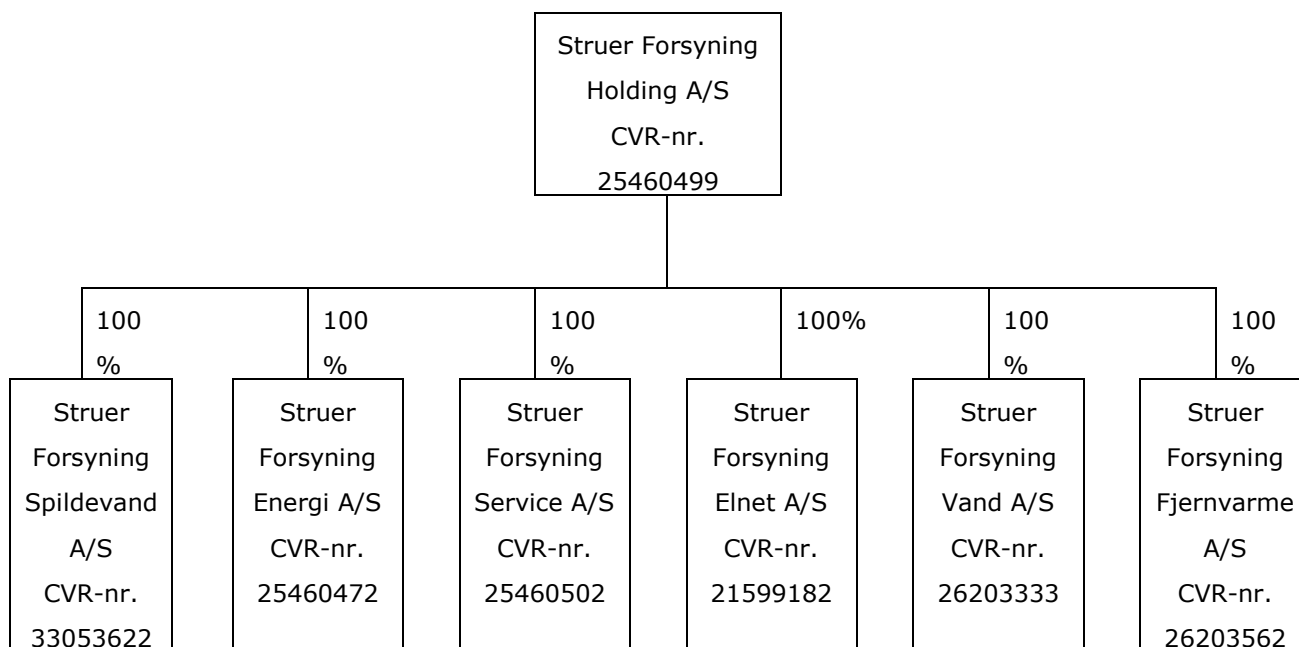 Struer Forsyning
Holding A/S
CVR-nr.
25460499
100
%
100
%
100
%
100%
100
%
100
%
Struer
Forsyning
Spildevand
A/S
CVR-nr.
33053622
Struer
Forsyning
Energi A/S
CVR-nr.
25460472
Struer
Forsyning
Service A/S
CVR-nr.
25460502
Struer
Forsyning
Elnet A/S
CVR-nr.
21599182
Struer
Forsyning
Vand A/S
CVR-nr.
26203333
Struer
Forsyning
Fjernvarme
A/S
CVR-nr.
26203562